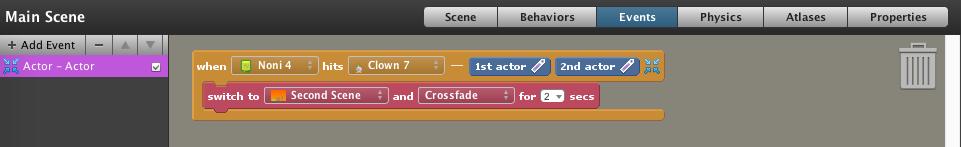 Main Scene
Scene Behaviors Events Physics Atlases Properties
+ Add Event −
Actor – Actor
when Noni 4 hits Clown 7 — 1st actor 2nd actor
switch to Second Scene and Crossfade for 2 secs